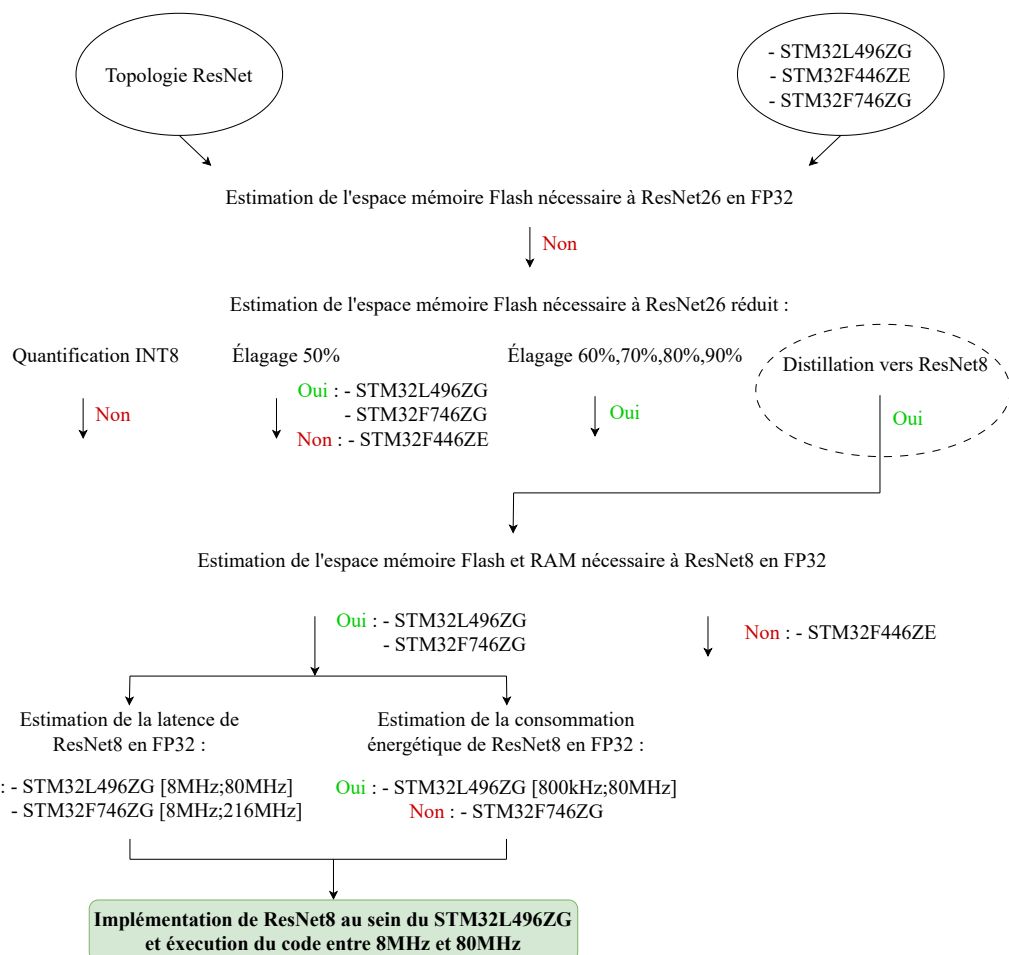 Topologie ResNet
- STM32L496ZG
- STM32F446ZE
- STM32F746ZG
Estimation de l'espace mémoire Flash nécessaire à ResNet26 en FP32
Non
Estimation de l'espace mémoire Flash nécessaire à ResNet26 réduit :
Quantification INT8
Non
Élagage 50%
Oui : - STM32L496ZG
- STM32F746ZG
Non : - STM32F446ZE
Élagage 60%,70%,80%,90%
Oui
Distillation vers ResNet8
Oui
Estimation de l'espace mémoire Flash et RAM nécessaire à ResNet8 en FP32
Oui : - STM32L496ZG
- STM32F746ZG
Non : - STM32F446ZE
Estimation de la latence de
ResNet8 en FP32 :
: - STM32L496ZG [8MHz;80MHz]
- STM32F746ZG [8MHz;216MHz]
Estimation de la consommation
énergétique de ResNet8 en FP32 :
Oui : - STM32L496ZG [800kHz;80MHz]
Non : - STM32F746ZG
Implémentation de ResNet8 au sein du STM32L496ZG
et éxecution du code entre 8MHz et 80MHz